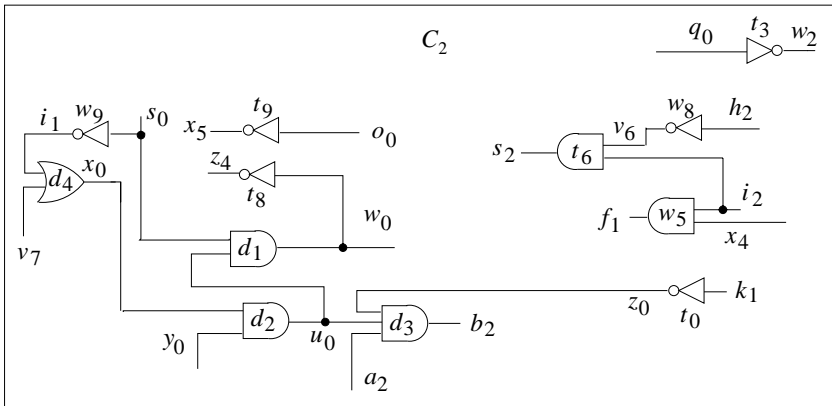 C2
q0 t3 w2
i1 w9 s0
x5 t9 o0
v6 w8 h2
s2 t6
d4 x0
z4 t8
w0
i2
f1 w5 x4
v7
d1
z0 t0 k1
y0 d2 u0 d3 b2
a2